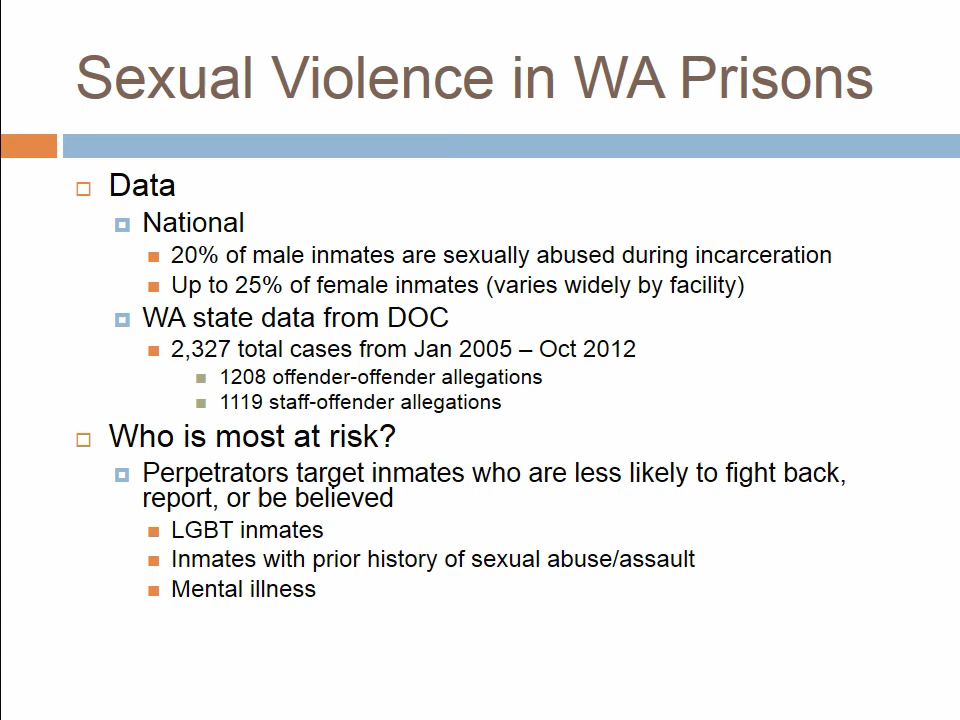 Sexual Violence in WA Prisons
Data
National
20% of male inmates are sexually abused during incarceration
Up to 25% of female inmates (varies widely by facility)
WA state data from DOC
2,327 total cases from Jan 2005 – Oct 2012
1208 offender-offender allegations
1119 staff-offender allegations
Who is most at risk?
Perpetrators target inmates who are less likely to fight back,
report, or be believed
LGBT inmates
Inmates with prior history of sexual abuse/assault
Mental illness